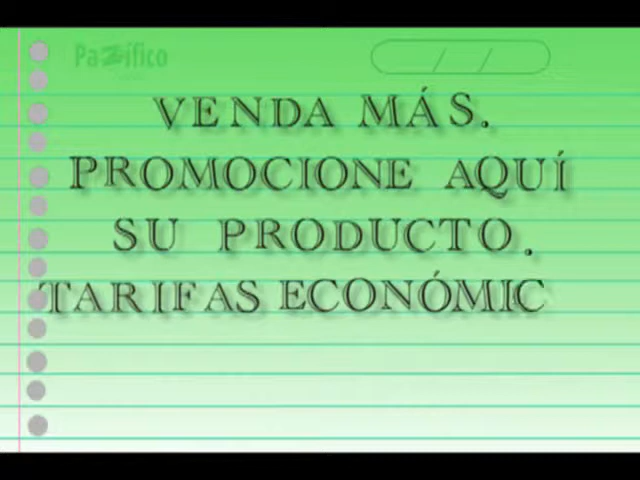 Pazífico
VENDA MÁS.
PROMOCIONE AQUÍ
SU PRODUCTO.
TARIFAS ECONÓMIC